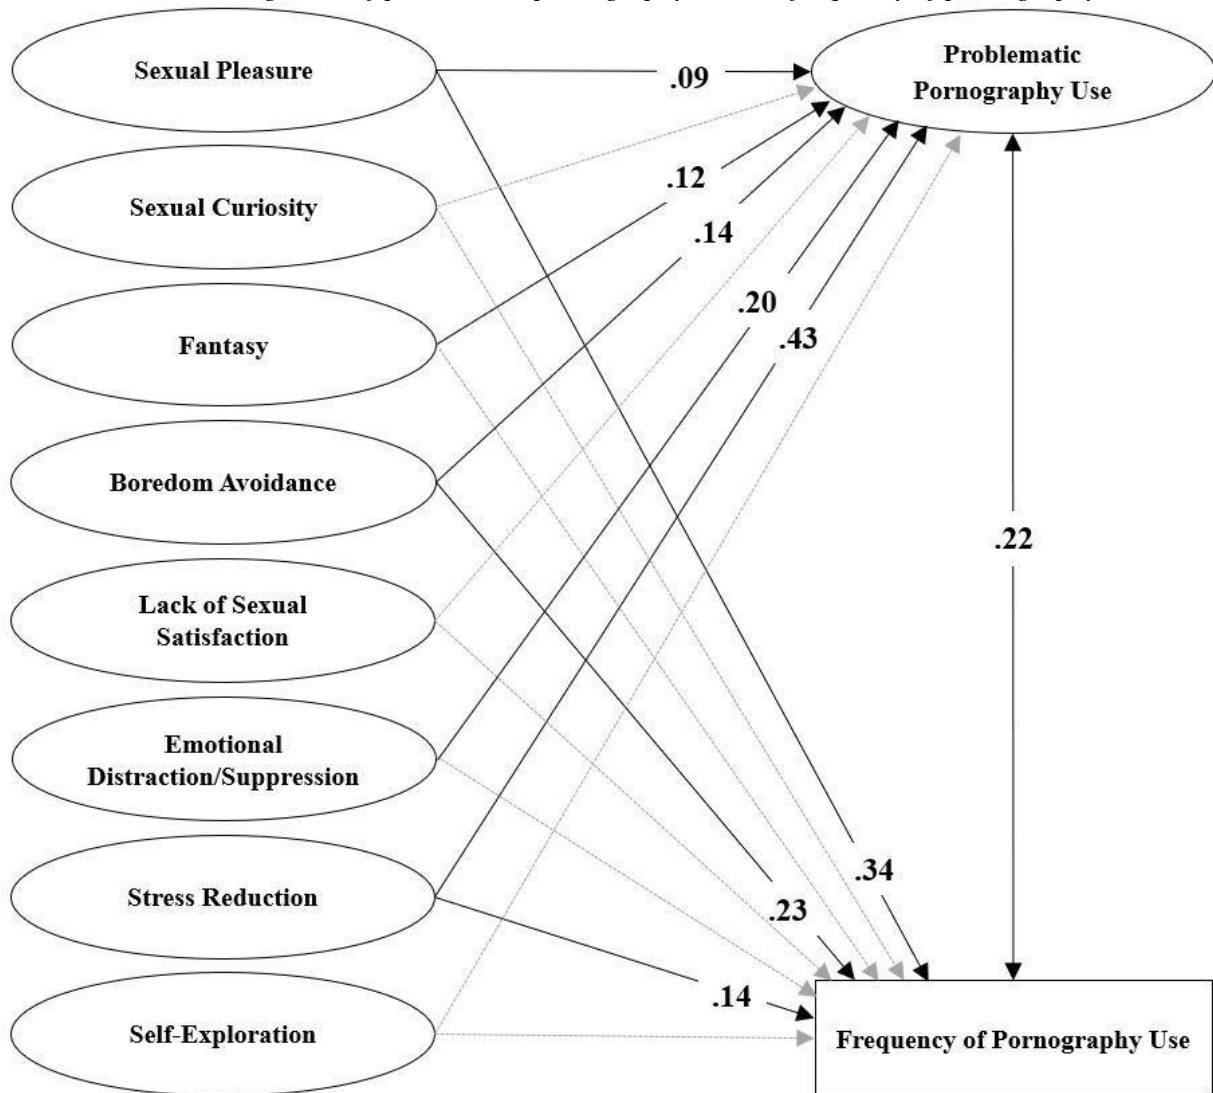 Sexual Pleasure
Problematic
Pornography Use
.09
Sexual Curiosity
.12
.14
Fantasy
.20
.43
Boredom Avoidance
.22
Lack of Sexual
Satisfaction
Emotional
Distraction/Suppression
Stress Reduction
.34
.23
.14
Self-Exploration
Frequency of Pornography Use